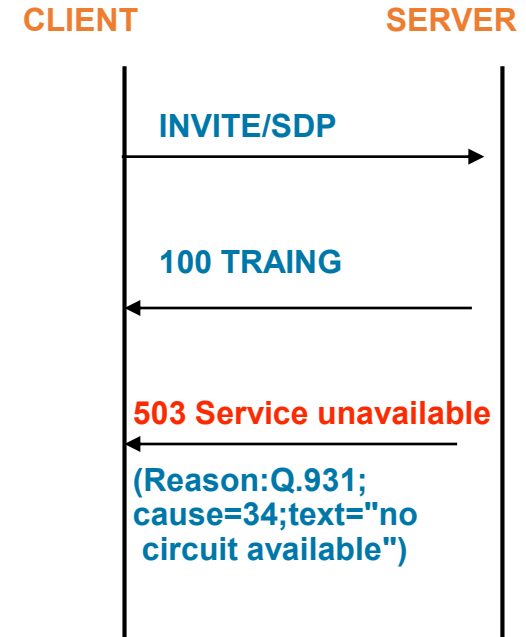 CLIENT SERVER
INVITE/SDP
100 TRAING
503 Service unavailable
(Reason:Q.931;
cause=34;text="no
circuit available")